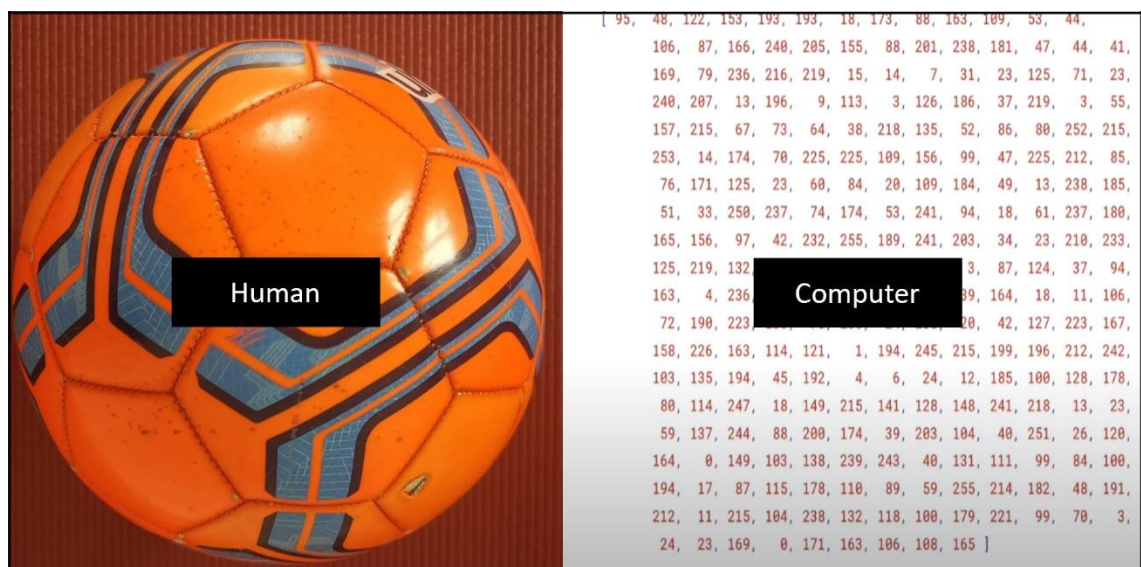 Human
[ 95, 48, 122, 153, 193, 193, 18, 173, 88, 163, 109, 53, 44,
106, 87, 166, 240, 205, 155, 88, 201, 238, 181, 47, 44, 41,
169, 79, 236, 216, 219, 15, 14, 7, 31, 23, 125, 71, 23,
240, 207, 13, 196, 9, 113, 3, 126, 186, 37, 219, 3, 55,
157, 215, 67, 73, 64, 38, 218, 135, 52, 86, 80, 252, 215,
253, 14, 174, 70, 225, 225, 109, 156, 99, 47, 225, 212, 85,
76, 171, 125, 23, 60, 84, 20, 109, 184, 49, 13, 238, 185,
51, 33, 250, 237, 74, 174, 53, 241, 94, 18, 61, 237, 180,
165, 156, 97, 42, 232, 255, 189, 241, 203, 34, 23, 210, 233,
125, 219, 132, 3, 87, 124, 37, 94,
163, 4, 236, Computer 164, 18, 11, 106,
72, 190, 223, 42, 127, 223, 167,
158, 226, 163, 114, 121, 1, 194, 245, 215, 199, 196, 212, 242,
103, 135, 194, 45, 192, 4, 6, 24, 12, 185, 100, 128, 178,
80, 114, 247, 18, 149, 215, 141, 128, 148, 241, 218, 13, 23,
59, 137, 244, 88, 200, 174, 39, 203, 104, 40, 251, 26, 120,
164, 0, 149, 103, 138, 239, 243, 40, 131, 111, 99, 84, 100,
194, 17, 87, 115, 178, 110, 89, 59, 255, 214, 182, 48, 191,
212, 11, 215, 104, 238, 132, 118, 100, 179, 221, 99, 70, 3,
24, 23, 169, 0, 171, 163, 106, 108, 165 ]